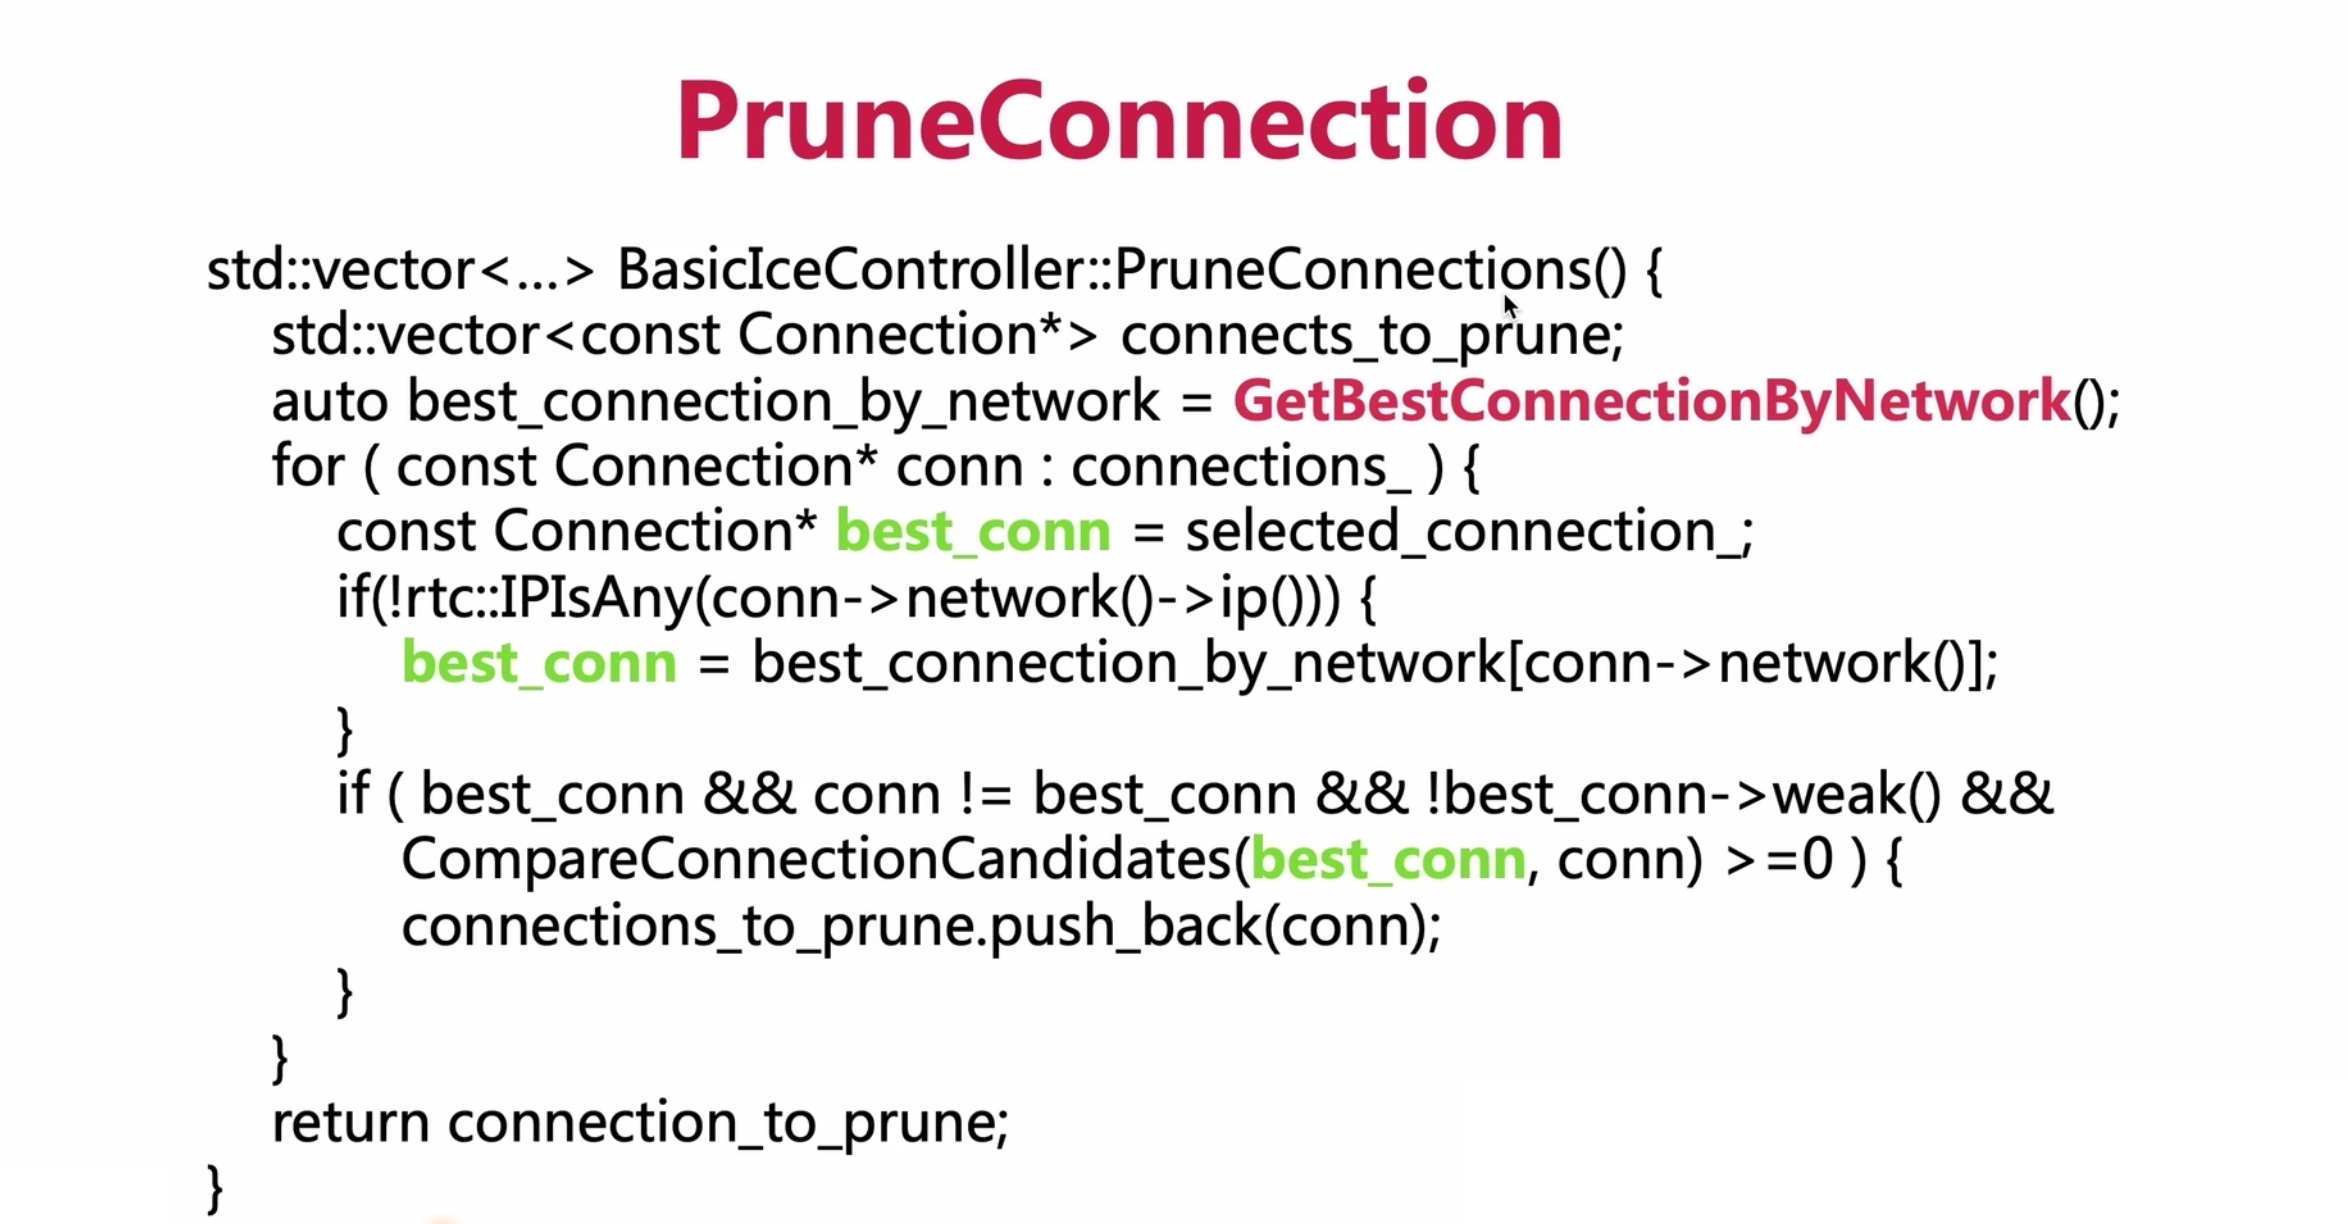 PruneConnection
std::vector<...> BasicIceController::PruneConnections() {
std::vector<const Connection*> connects_to_prune;
auto best_connection_by_network = GetBestConnectionByNetwork();
for ( const Connection* conn : connections_ ) {
const Connection* best_conn = selected_connection_;
if(!rtc::IPIsAny(conn->network()->ip())) {
best_conn = best_connection_by_network[conn->network()];
}
if ( best_conn && conn != best_conn && !best_conn->weak() &&
CompareConnectionCandidates(best_conn, conn) >=0 ) {
connections_to_prune.push_back(conn);
}
}
return connection_to_prune;
}